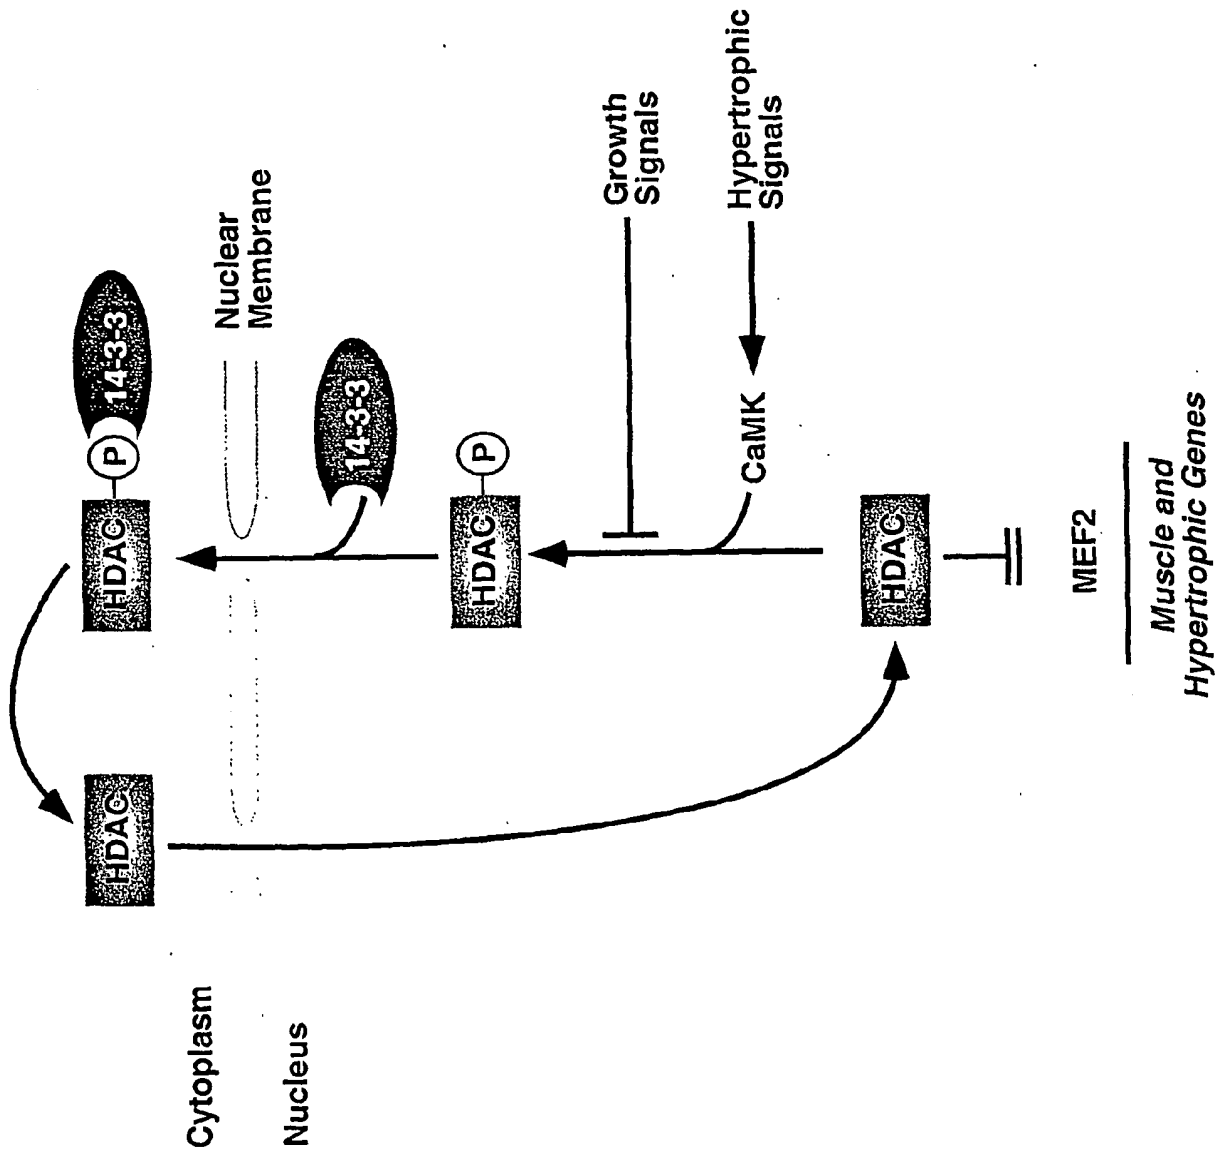 Cytoplasm
Nucleus
HDAC
HDAC
P
14-3-3
Nuclear
Membrane
14-3-3
HDAC
P
Growth
Signals
CaMK
Hypertrophic
Signals
HDAC
MEF2
Muscle and
Hypertrophic Genes